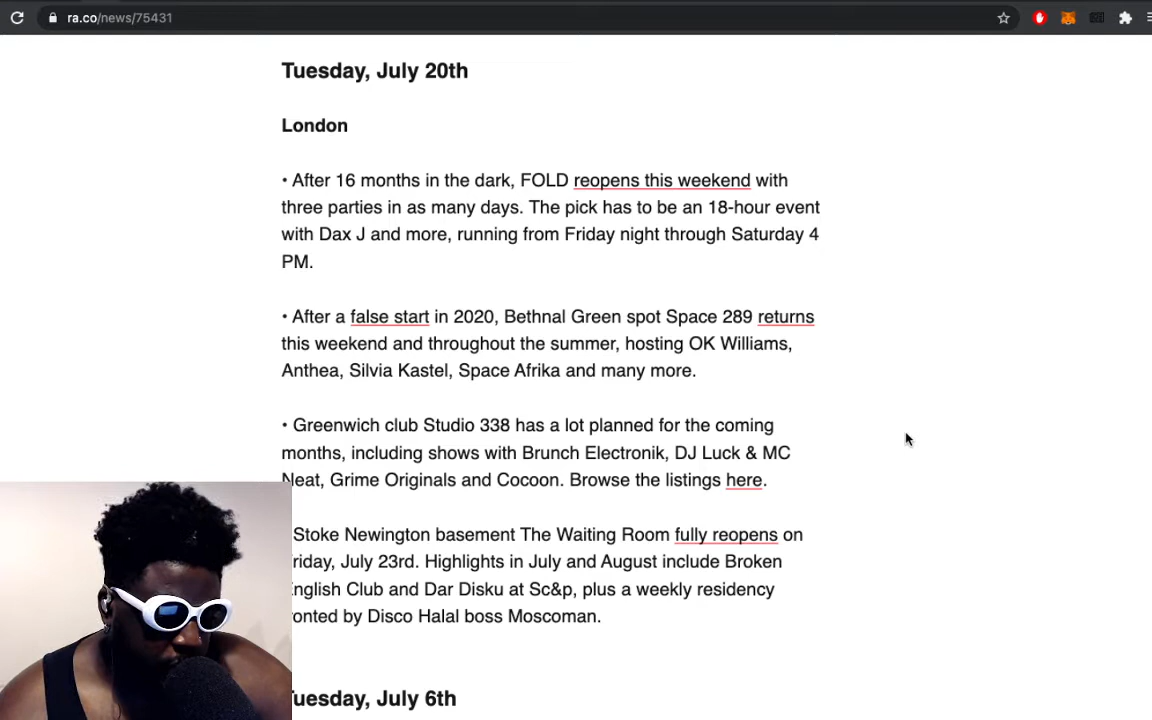 ra.co/news/75431
Tuesday, July 20th
London
• After 16 months in the dark, FOLD reopens this weekend with
three parties in as many days. The pick has to be an 18-hour event
with Dax J and more, running from Friday night through Saturday 4
PM.
• After a false start in 2020, Bethnal Green spot Space 289 returns
this weekend and throughout the summer, hosting OK Williams,
Anthea, Silvia Kastel, Space Afrika and many more.
• Greenwich club Studio 338 has a lot planned for the coming
months, including shows with Brunch Electronik, DJ Luck & MC
Neat, Grime Originals and Cocoon. Browse the listings here.
Stoke Newington basement The Waiting Room fully reopens on
riday, July 23rd. Highlights in July and August include Broken
nglish Club and Dar Disku at Sc&p, plus a weekly residency
ronted by Disco Halal boss Moscoman.
uesday, July 6th